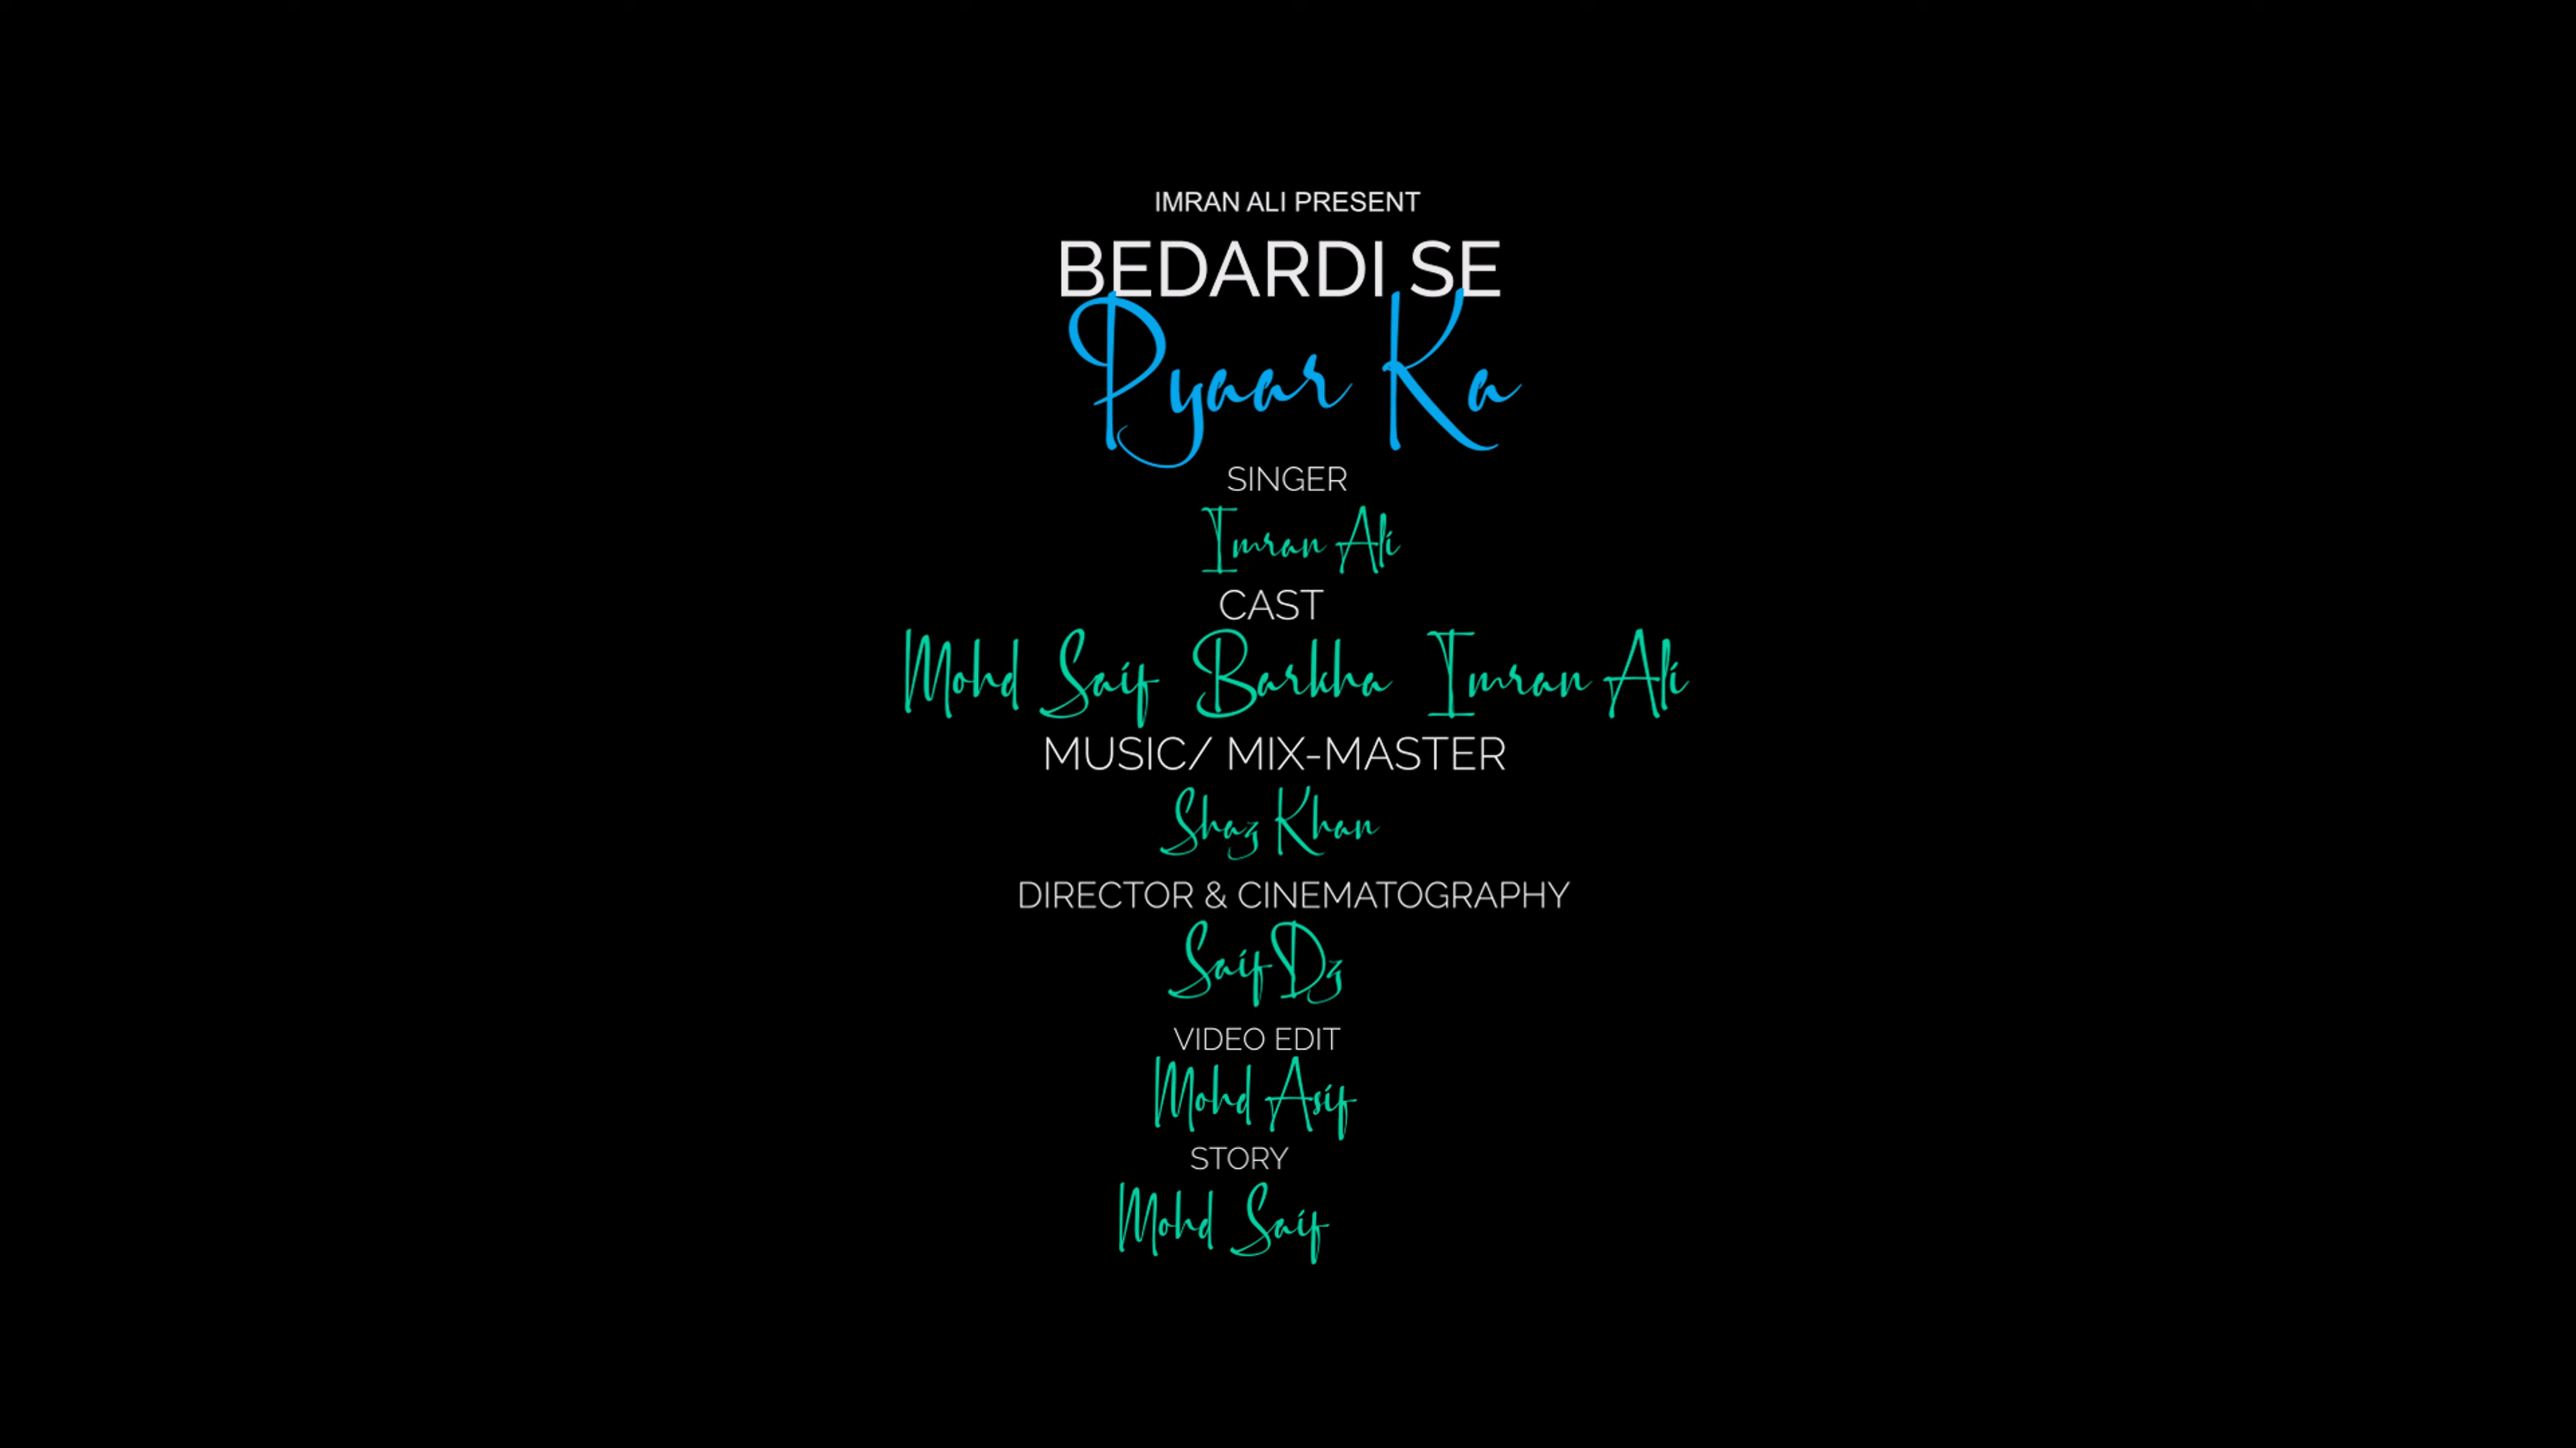 IMRAN ALI PRESENT
BEDARDI SE
Pyaar Ka
SINGER
Imran Ali
CAST
Mohd Saif Barkha Imran Ali
MUSIC/ MIX-MASTER
Shaz Khan
DIRECTOR & CINEMATOGRAPHY
Saif Dz
VIDEO EDIT
Mohd Asif
STORY
Mohd Saif